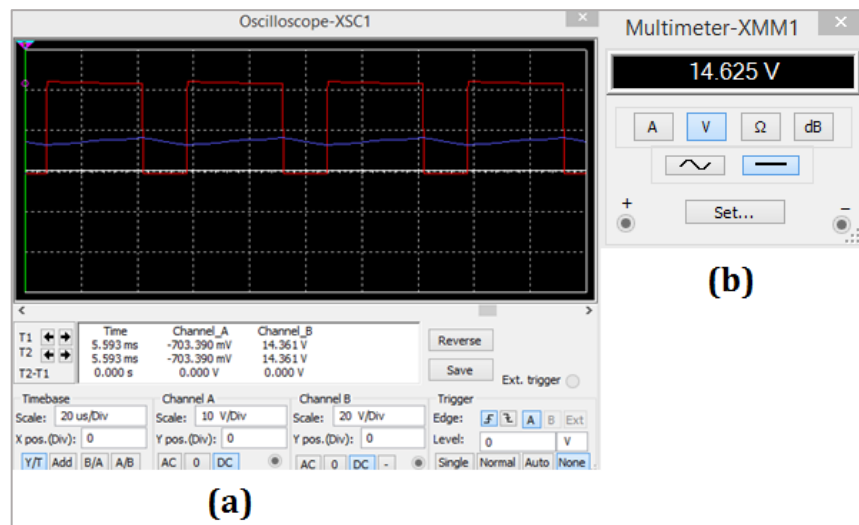 Oscilloscope-XSC1
T1
T2
T2-T1
Time Channel_A Channel_B
5.593 ms -703.390 mV 14.361 V
5.593 ms -703.390 mV 14.361 V
0.000 s 0.000 V 0.000 V
Reverse
Save
Ext. trigger
Timebase Channel A Channel B Trigger
Scale: 20 us/Div Scale: 10 V/Div Scale: 20 V/Div Edge: A B Ext
X pos.(Div): 0 Y pos.(Div): 0 Y pos.(Div): 0 Level: 0 V
Y/T Add B/A A/B AC 0 DC AC 0 DC - Single Normal Auto None
(a)
Multimeter-XMM1
14.625 V
A V Ω dB
+ Set... −
(b)